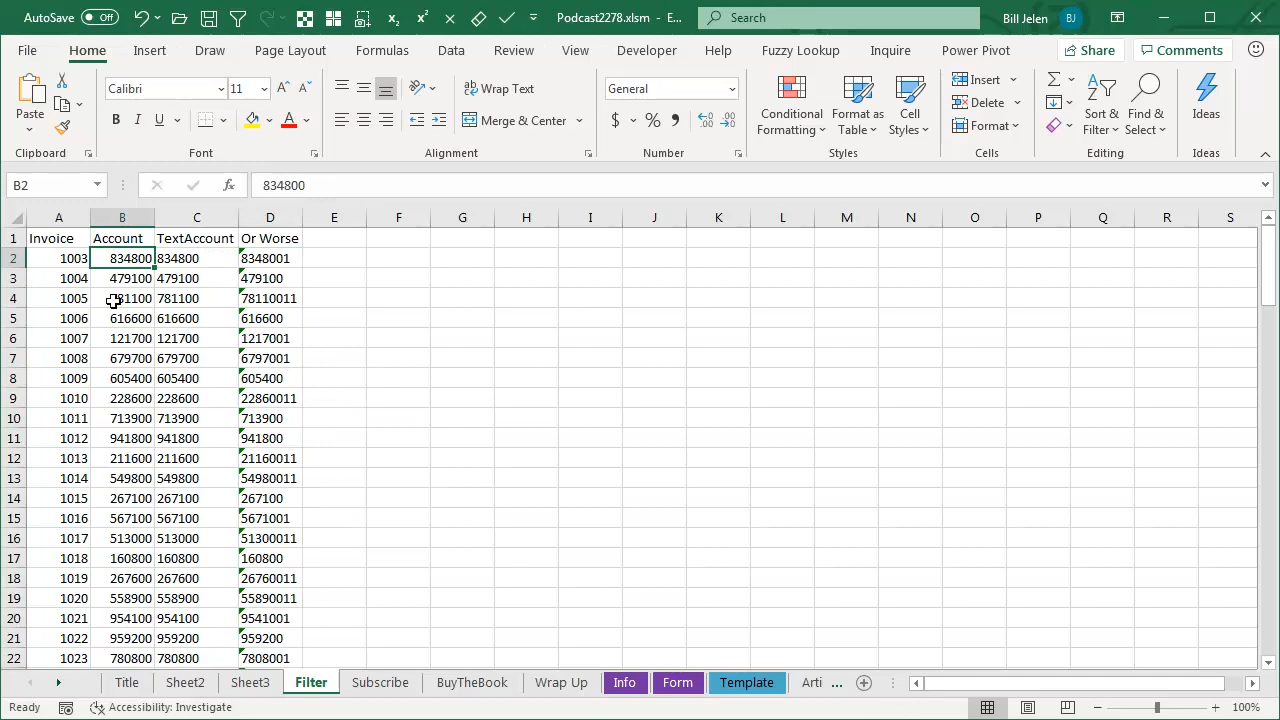 AutoSave Off Podcast2278.xlsm - E... Search Bill Jelen BJ
File Home Insert Draw Page Layout Formulas Data Review View Developer Help Fuzzy Lookup Inquire Power Pivot Share Comments
Paste Calibri 11 Wrap Text General Conditional Formatting Format as Table Cell Styles Insert Sort & Filter Find & Select Ideas
B I U Merge & Center $ % Delete
Format
Clipboard Font Alignment Number Styles Cells Editing Ideas
B2 fx 834800
A B C D E F G H I J K L M N O P Q R S
1 Invoice Account TextAccount Or Worse
2 1003 834800 834800 8348001
3 1004 479100 479100 479100
4 1005 781100 78110011
5 1006 616600 616600 616600
6 1007 121700 121700 1217001
7 1008 679700 679700 6797001
8 1009 605400 605400 605400
9 1010 228600 228600 22860011
10 1011 713900 713900 713900
11 1012 941800 941800 941800
12 1013 211600 211600 21160011
13 1014 549800 549800 54980011
14 1015 267100 267100 267100
15 1016 567100 567100 5671001
16 1017 513000 513000 51300011
17 1018 160800 160800 160800
18 1019 267600 267600 26760011
19 1020 558900 558900 55890011
20 1021 954100 954100 9541001
21 1022 959200 959200 959200
22 1023 780800 780800 7808001
Title Sheet2 Sheet3 Filter Subscribe BuyTheBook Wrap Up Info Form Template Arti ...
Ready Accessibility: Investigate 100%